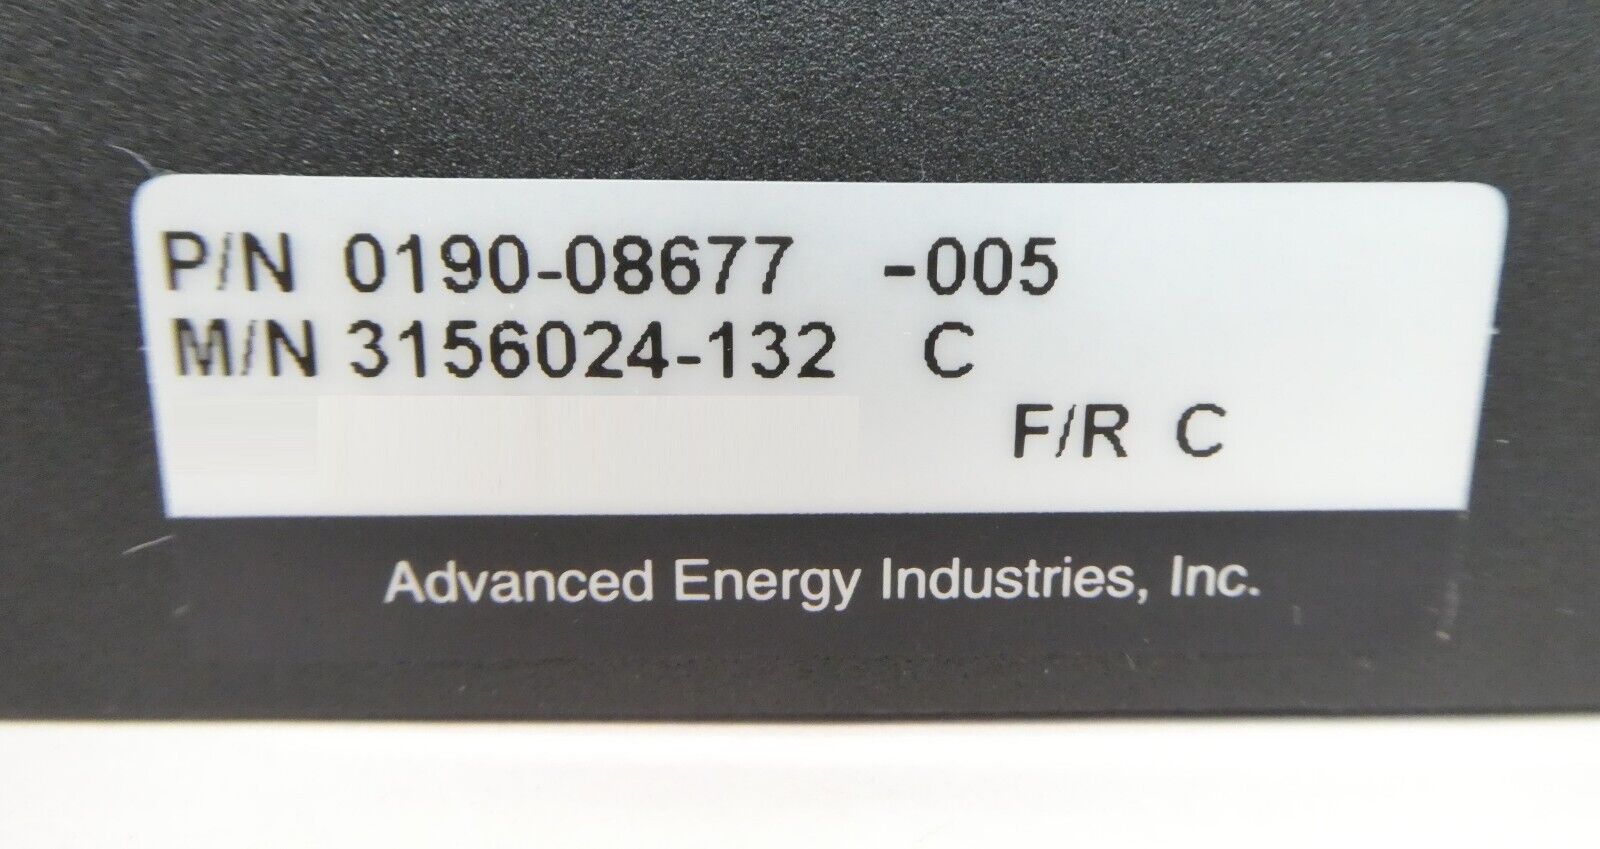 P/N 0190-08677 -005
M/N 3156024-132 C
F/R C
Advanced Energy Industries, Inc.